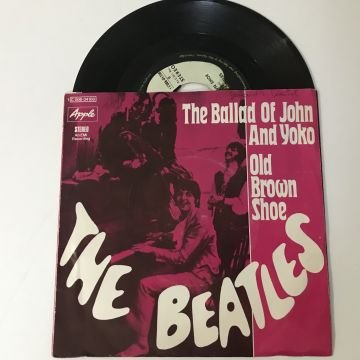 Apple
STEREO
The Ballad Of John
And Yoko
Old
Brown
Shoe
THE
BEATLES